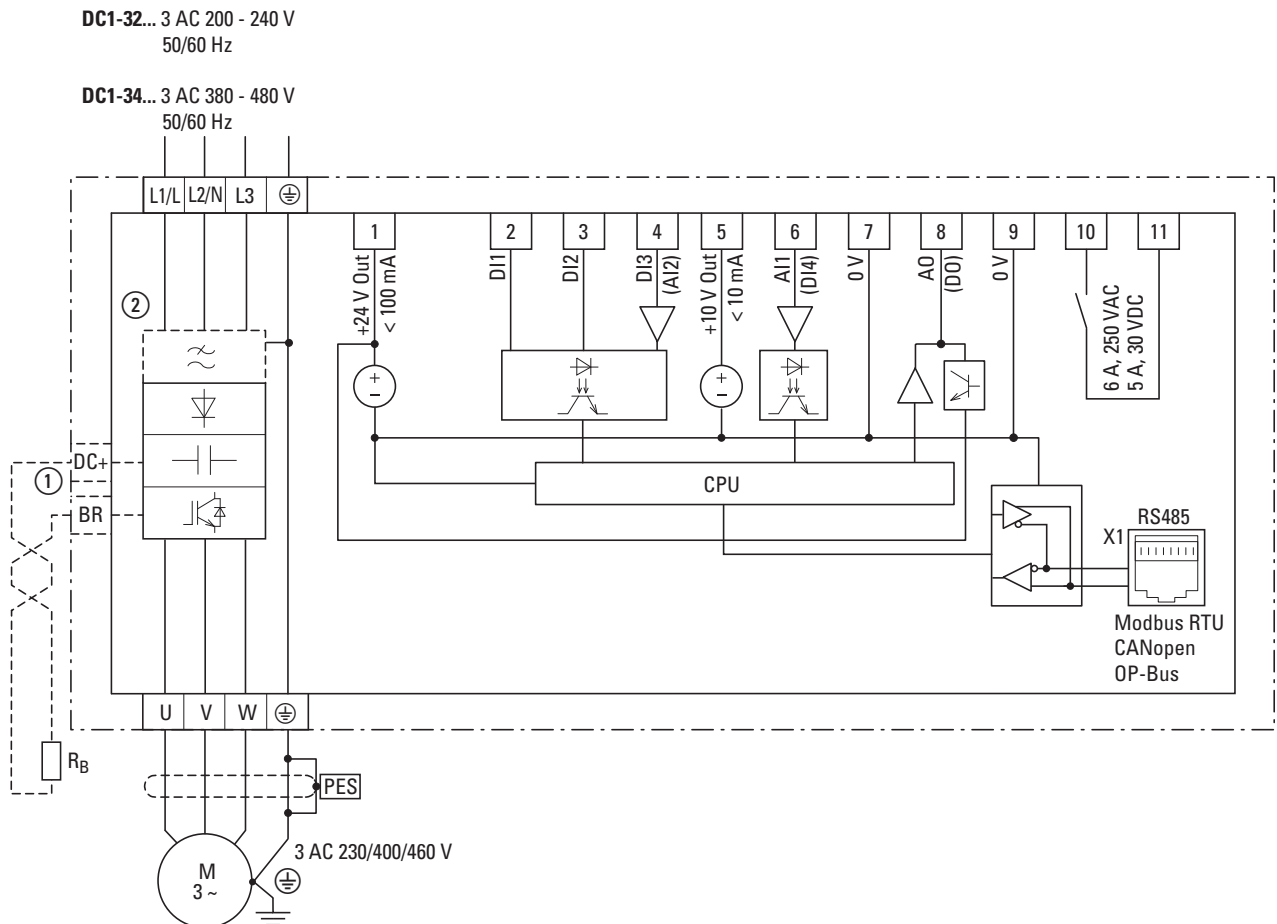 DC1-32... 3 AC 200 - 240 V
50/60 Hz
DC1-34... 3 AC 380 - 480 V
50/60 Hz
L1/L L2/N L3
1 2 3 4 5 6 7 8 9 10 11
+24 V Out
< 100 mA
DI1
DI2
DI3
(AI2)
+10 V Out
< 10 mA
AI1
(DI4)
0 V
AO
(DO)
0 V
6 A, 250 VAC
5 A, 30 VDC
2
+
-
+
-
DC+
1
BR
CPU
X1
RS485
Modbus RTU
CANopen
OP-Bus
U V W
RB
PES
3 AC 230/400/460 V
M
3 ~